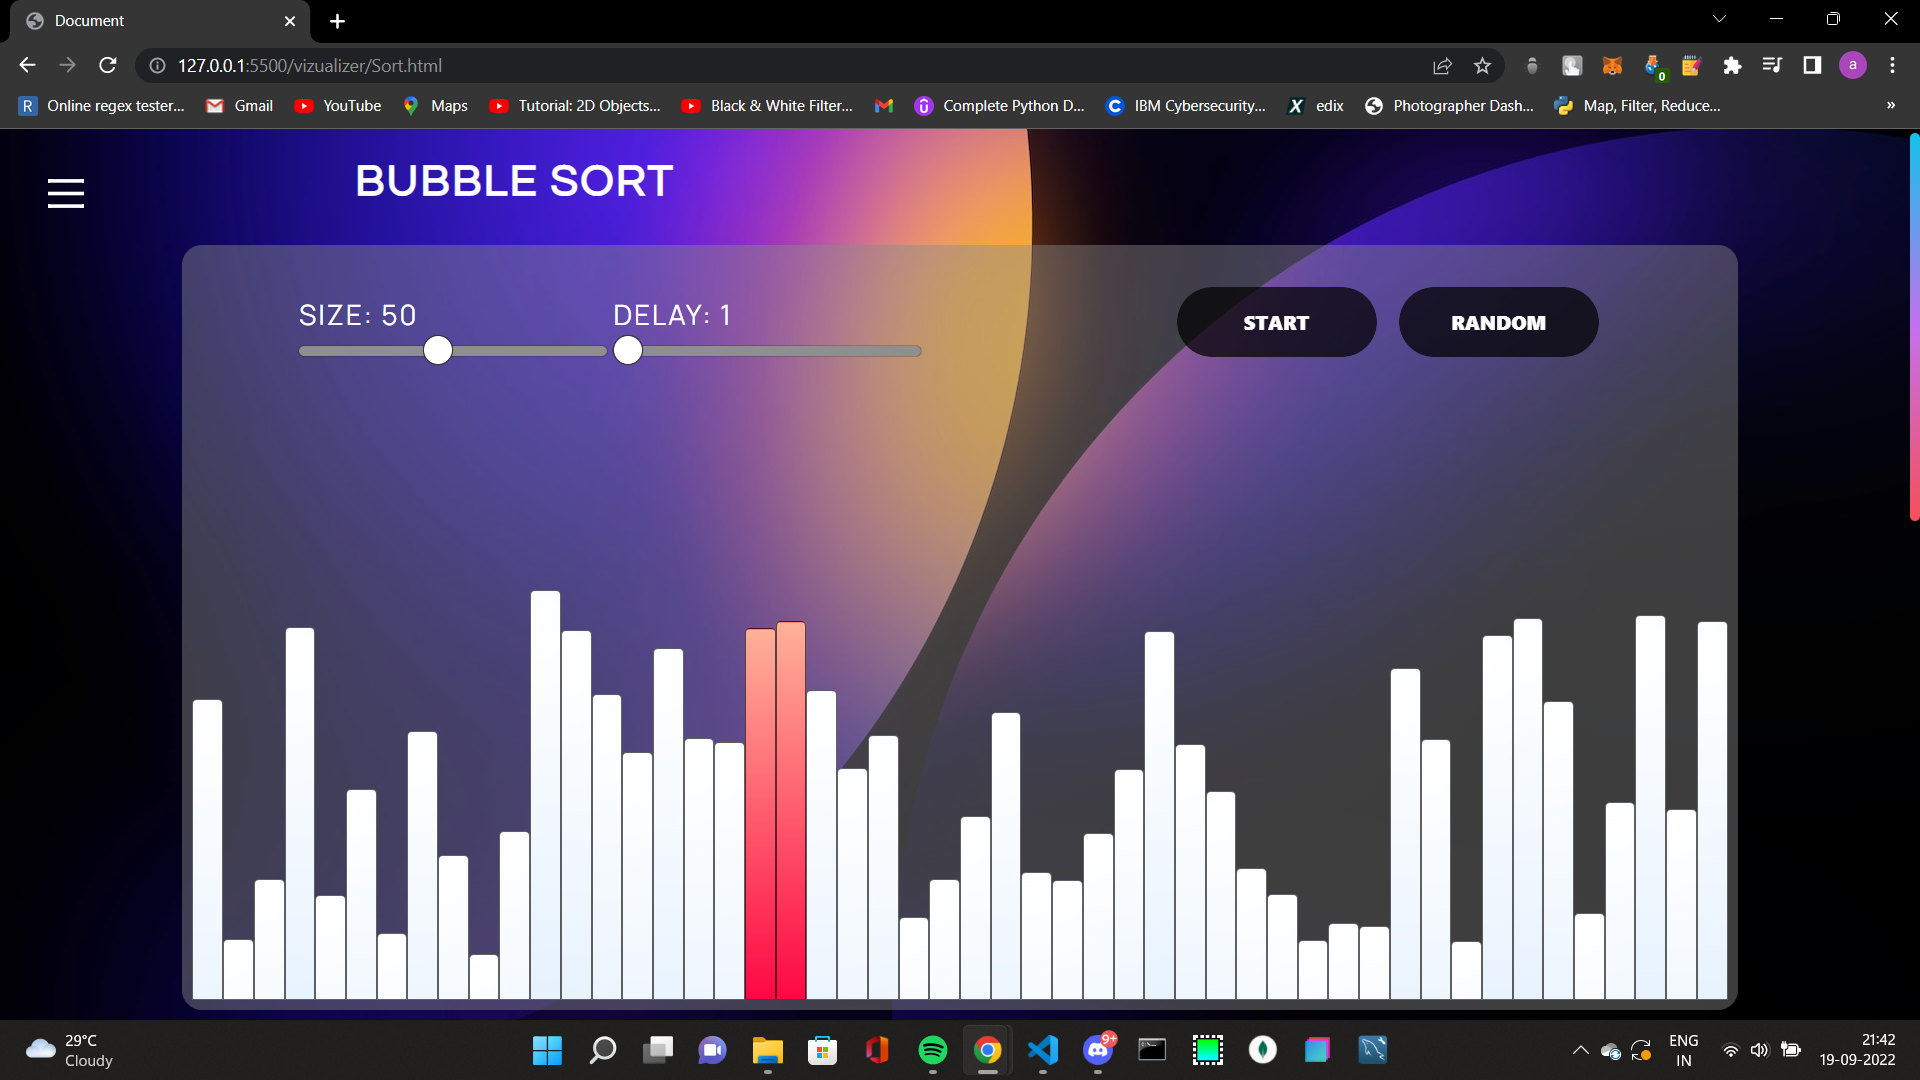 Document
127.0.0.1:5500/vizualizer/Sort.html
a
0
R Online regex tester... Gmail YouTube Maps Tutorial: 2D Objects... Black & White Filter... Complete Python D... IBM Cybersecurity... edix Photographer Dash... Map, Filter, Reduce... »
BUBBLE SORT
SIZE: 50 DELAY: 1
START RANDOM
29°C
Cloudy
9+
ENG
IN
21:42
19-09-2022